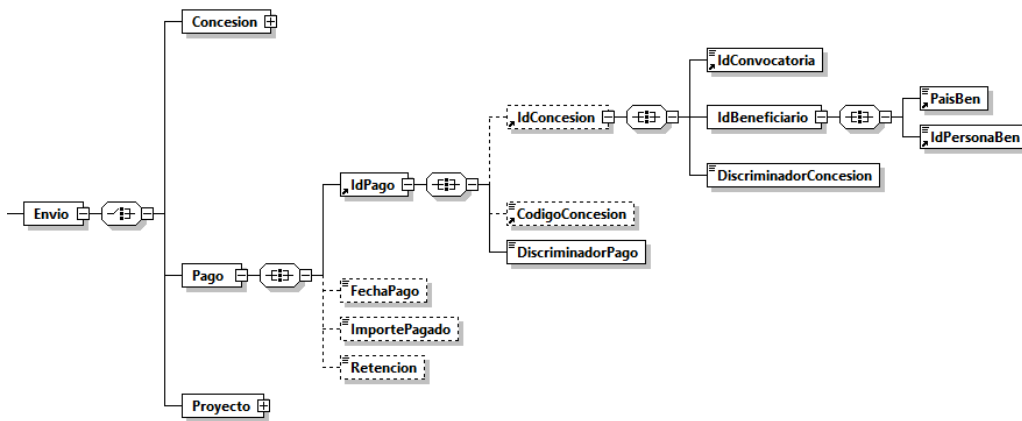 Concesion
IdConvocatoria
PaisBen
IdConcesion
IdBeneficiario
IdPersonaBen
IdPago
DiscriminadorConcesion
Envio
CodigoConcesion
DiscriminadorPago
Pago
FechaPago
ImportePagado
Retencion
Proyecto